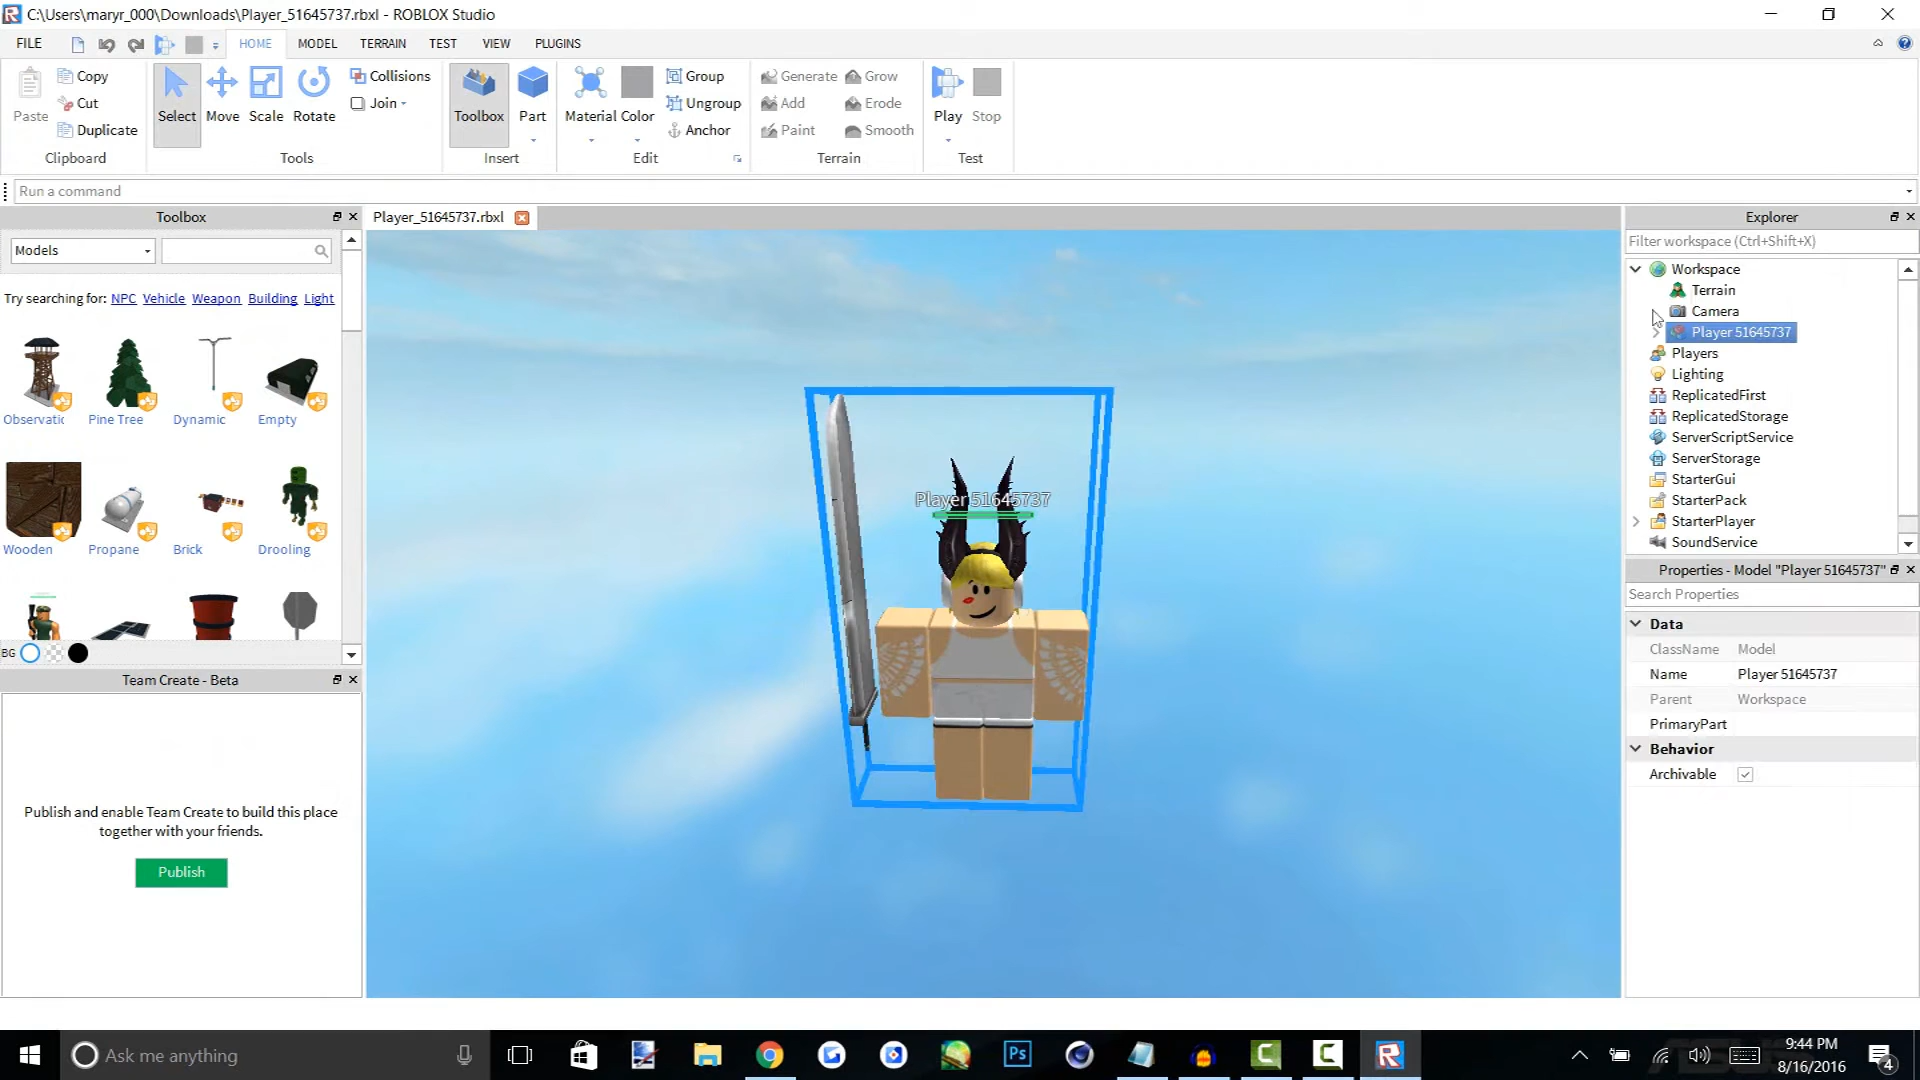 C:\Users\maryr_000\Downloads\Player_51645737.rbxl - ROBLOX Studio
FILE
HOME
MODEL
TERRAIN
TEST
VIEW
PLUGINS
Paste
Copy
Cut
Duplicate
Clipboard
Select
Move
Scale
Rotate
Collisions
Join
Tools
Toolbox
Part
Insert
Material
Color
Group
Ungroup
Anchor
Edit
Generate
Grow
Add
Erode
Paint
Smooth
Terrain
Play
Stop
Test
Run a command
Toolbox
Models
Try searching for: NPC Vehicle Weapon Building Light
Observatic
Pine Tree
Dynamic
Empty
Wooden
Propane
Brick
Drooling
BG
Team Create - Beta
Publish and enable Team Create to build this place
together with your friends.
Publish
Player_51645737.rbxl
Player 51645737
Explorer
Filter workspace (Ctrl+Shift+X)
Workspace
Terrain
Camera
Player 51645737
Players
Lighting
ReplicatedFirst
ReplicatedStorage
ServerScriptService
ServerStorage
StarterGui
StarterPack
StarterPlayer
SoundService
Properties - Model "Player 51645737"
Search Properties
Data
ClassName Model
Name Player 51645737
Parent Workspace
PrimaryPart
Behavior
Archivable
Ask me anything
Ps
9:44 PM
8/16/2016
4